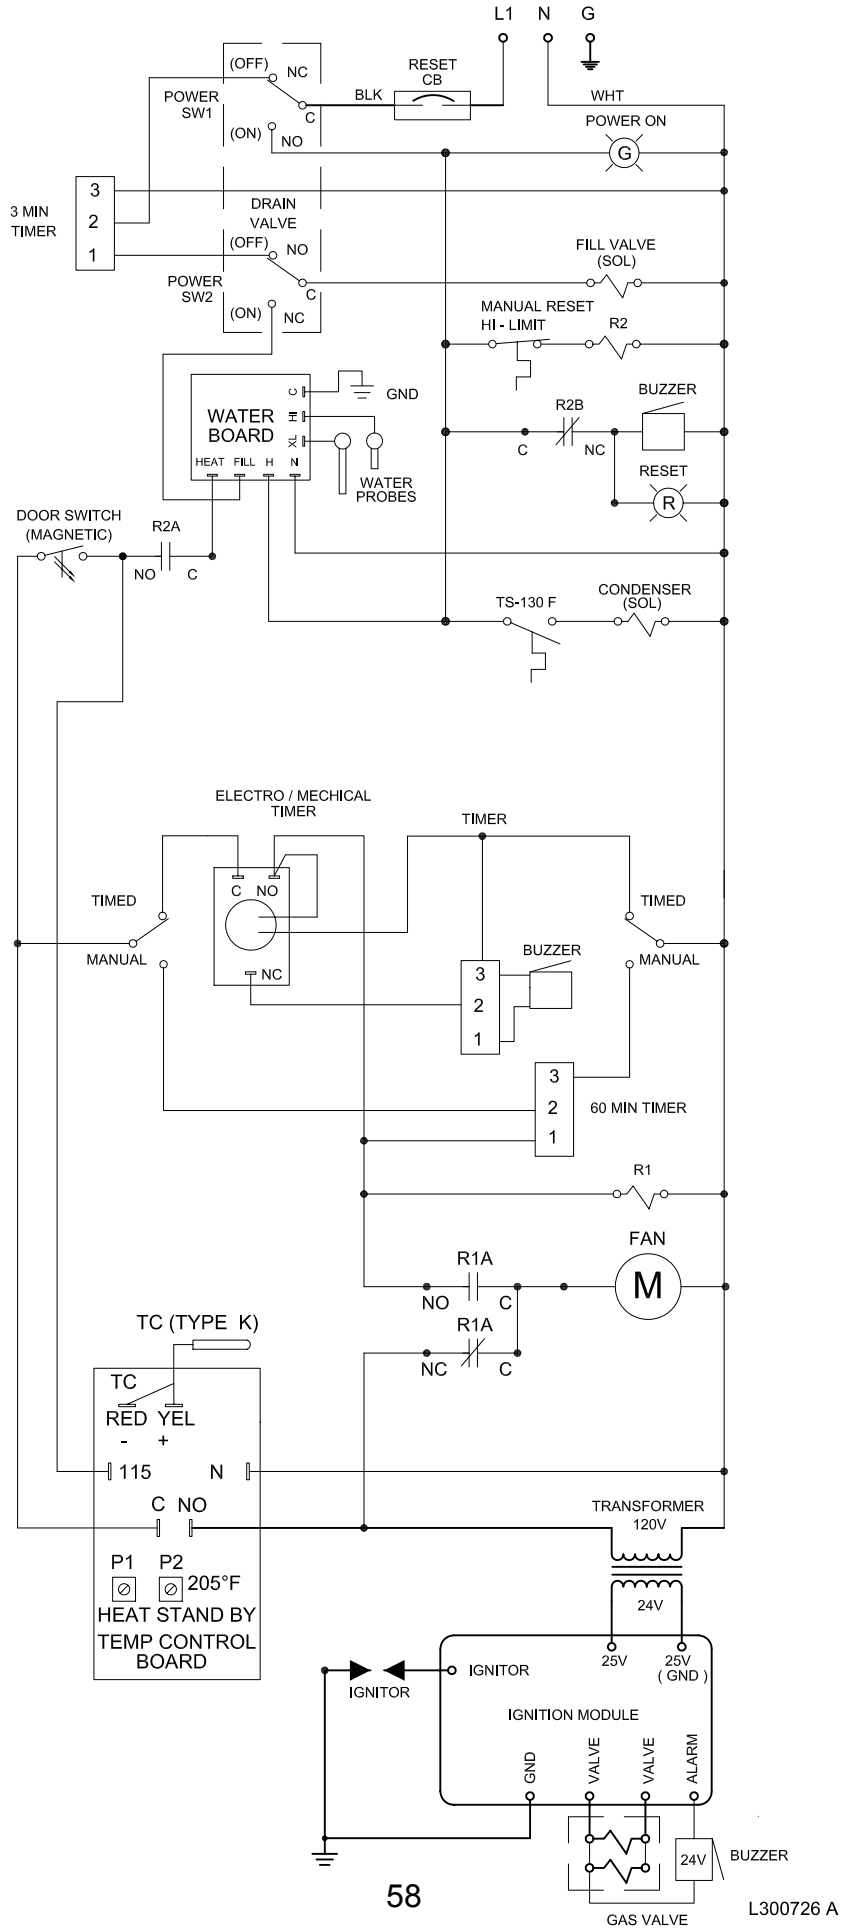 L1 N G
(OFF) NC
RESET
CB
BLK
WHT
POWER
SW1
C
POWER ON
(ON) NO
G
3 MIN
TIMER
3
2
1
DRAIN
VALVE
(OFF) NO
POWER
SW2
C
(ON) NC
FILL VALVE
(SOL)
MANUAL RESET
HI - LIMIT
R2
WATER
BOARD
C
HI
XL
GND
HEAT FILL H N
WATER
PROBES
R2B
C
NC
BUZZER
RESET
R
DOOR SWITCH
(MAGNETIC)
R2A
NO C
TS-130 F
CONDENSER
(SOL)
ELECTRO / MECHICAL
TIMER
TIMER
C NO
TIMED
MANUAL
NC
TIMED
MANUAL
3
2
1
BUZZER
3
2
1
60 MIN TIMER
R1
FAN
M
R1A
NO C
R1A
NC C
TC (TYPE K)
TC
RED YEL
- +
115 N
C NO
P1 P2
205°F
HEAT STAND BY
TEMP CONTROL
BOARD
TRANSFORMER
120V
24V
25V
25V
( GND )
IGNITOR
IGNITOR
IGNITION MODULE
GND
VALVE
VALVE
ALARM
24V
BUZZER
GAS VALVE
58
L300726 A